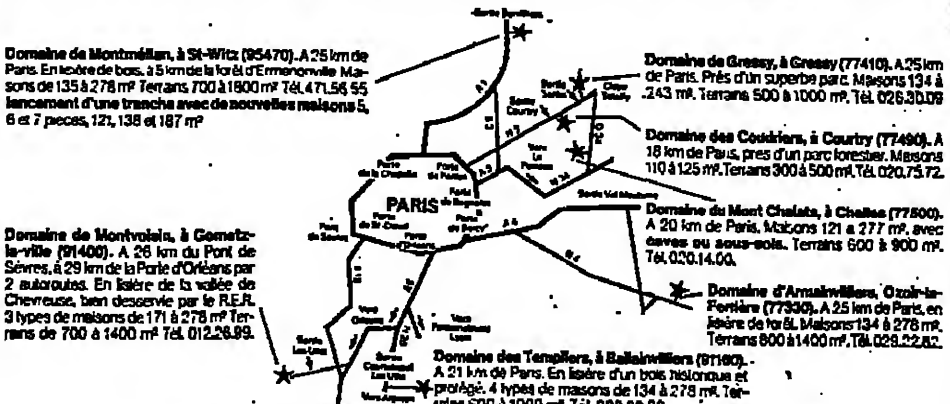 Domaine de Montmélian, à St-Witz (95470). A 25 km de
Paris. En lisière de bois, à 5 km de la forêt d'Ermenonville Mai-
sons de 135 à 278 m² Terrains 700 à 1800 m² Tél. 471.56.55
lancement d'une tranche avec de nouvelles maisons 5,
6 et 7 pièces, 121, 138 et 187 m²
Domaine de Gressy, à Gressy (77410). A 25 km
de Paris. Près d'un superbe parc. Maisons 134 à
243 m². Terrains 500 à 1000 m². Tél. 026.30.09
Domaine des Coudriers, à Courtry (77490). A
18 km de Paris, près d'un parc forestier. Maisons
110 à 125 m². Terrains 300 à 500 m². Tél. 020.75.72.
Domaine du Mont Chalats, à Chelles (77500).
A 20 km de Paris. Maisons 121 à 277 m², avec
caves ou sous-sols. Terrains 600 à 900 m².
Tél. 020.14.00.
Domaine d'Armainvilliers, Ozoir-la-
Ferrière (77330). A 25 km de Paris, en
lisière de forêt. Maisons 134 à 278 m².
Terrains 800 à 1400 m². Tél. 029.22.62.
Domaine de Montvolain, à Gometz-
la-ville (91400). A 26 km du Pont de
Sèvres, à 29 km de la Porte d'Orléans par
2 autoroutes. En lisière de la vallée de
Chevreuse, bien desservie par le R.E.R.
3 types de maisons de 171 à 278 m² Ter-
rains de 700 à 1400 m² Tél. 012.26.99.
Domaine des Templiers, à Ballainvilliers (91160).
A 21 km de Paris. En lisière d'un bois historique et
protégé. 4 types de maisons de 134 à 278 m². Ter-
PARIS
Porte
de la Chapelle
Porte
de Pantin
Porte
de Bagnolet
Porte
de Bercy
Porte
de St-Cloud
Porte
d'Orléans
Pont
de Sèvres
Sortie
Courtry